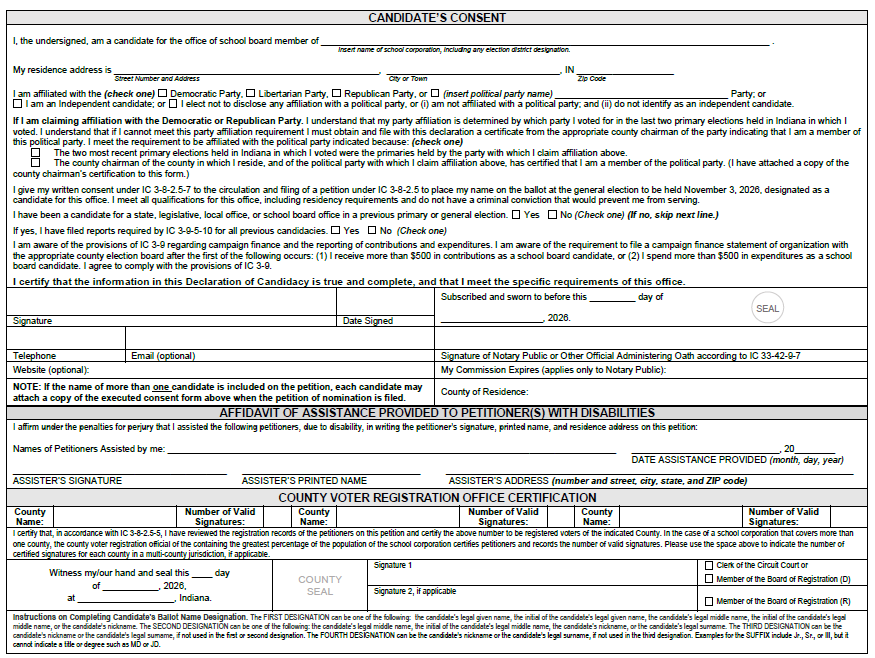 CANDIDATE'S CONSENT
I, the undersigned, am a candidate for the office of school board member of ______________________________ .
Insert name of school corporation, including any election district designation.
My residence address is ______________________________, ______________________________, IN ____________________
Street Number and Address City or Town Zip Code
I am affiliated with the (check one) ☐ Democratic Party, ☐ Libertarian Party, ☐ Republican Party, or ☐ (insert political party name) ______________________________ Party; or
☐ I am an Independent candidate; or ☐ I elect not to disclose any affiliation with a political party, or (i) I am not affiliated with a political party; and (ii) do not identify as an independent candidate.
If I am claiming affiliation with the Democratic or Republican Party. I understand that my party affiliation is determined by which party I voted for in the last two primary elections held in Indiana in which I
voted. I understand that if I cannot meet this party affiliation requirement I must obtain and file with this declaration a certificate from the appropriate county chairman of the party indicating that I am a member of
this political party. I meet the requirement to be affiliated with the political party indicated because: (check one)
☐ The two most recent primary elections held in Indiana in which I voted were the primaries held by the party with which I claim affiliation above.
☐ The county chairman of the county in which I reside, and of the political party with which I claim affiliation above, has certified that I am a member of the political party. (I have attached a copy of the
county chairman's certification to this form.)
I give my written consent under IC 3-8-2.5-7 to the circulation and filing of a petition under IC 3-8-2.5 to place my name on the ballot at the general election to be held November 3, 2026, designated as a
candidate for this office. I meet all qualifications for this office, including residency requirements and do not have a criminal conviction that would prevent me from serving.
I have been a candidate for a state, legislative, local office, or school board office in a previous primary or general election. ☐ Yes ☐ No (Check one) (If no, skip next line.)
If yes, I have filed reports required by IC 3-9-5-10 for all previous candidacies. ☐ Yes ☐ No (Check one)
I am aware of the provisions of IC 3-9 regarding campaign finance and the reporting of contributions and expenditures. I am aware of the requirement to file a campaign finance statement of organization with
the appropriate county election board after the first of the following occurs: (1) I receive more than $500 in contributions as a school board candidate, or (2) I spend more than $500 in expenditures as a school
board candidate. I agree to comply with the provisions of IC 3-9.
I certify that the information in this Declaration of Candidacy is true and complete, and that I meet the specific requirements of this office.
Subscribed and sworn to before this _________ day of
____________________, 2026.
SEAL
Signature Date Signed
Telephone Email (optional) Signature of Notary Public or Other Official Administering Oath according to IC 33-42-9-7
Website (optional): My Commission Expires (applies only to Notary Public):
NOTE: If the name of more than one candidate is included on the petition, each candidate may
attach a copy of the executed consent form above when the petition of nomination is filed.
County of Residence:
AFFIDAVIT OF ASSISTANCE PROVIDED TO PETITIONER(S) WITH DISABILITIES
I affirm under the penalties for perjury that I assisted the following petitioners, due to disability, in writing the petitioner's signature, printed name, and residence address on this petition:
Names of Petitioners Assisted by me: ______________________________ ____________________, 20________
DATE ASSISTANCE PROVIDED (month, day, year)
ASSISTER'S SIGNATURE ASSISTER'S PRINTED NAME ASSISTER'S ADDRESS (number and street, city, state, and ZIP code)
COUNTY VOTER REGISTRATION OFFICE CERTIFICATION
County Name: Number of Valid Signatures: County Name: Number of Valid Signatures: County Name: Number of Valid Signatures:
I certify that, in accordance with IC 3-8-2.5-5, I have reviewed the registration records of the petitioners on this petition and certify the above number to be registered voters of the indicated County. In the case of a school corporation that covers more than
one county, the county voter registration official of the containing the greatest percentage of the population of the school corporation certifies petitions and records the number of valid signatures. Please use the space above to indicate the number of
certified signatures for each county in a multi-county jurisdiction, if applicable.
Witness my/our hand and seal this ____ day
of ___________, 2026,
at ___________________, Indiana.
COUNTY
SEAL
Signature 1
Signature 2, if applicable
☐ Clerk of the Circuit Court or
☐ Member of the Board of Registration (D)
☐ Member of the Board of Registration (R)
Instructions on Completing Candidate's Ballot Name Designation. The FIRST DESIGNATION can be one of the following: the candidate's legal given name, the initial of the candidate's legal given name, the candidate's legal middle name, the initial of the candidate's legal
middle name, or the candidate's nickname. The SECOND DESIGNATION can be one of the following: the candidate's legal middle name, the initial of the candidate's legal middle name, the candidate's nickname, or the candidate's legal surname. The THIRD DESIGNATION can be the
candidate's nickname or the candidate's legal surname, if not used in the first or second designation. The FOURTH DESIGNATION can be the candidate's nickname or the candidate's legal surname, if not used in the third designation. Examples for the SUFFIX include Jr., Sr., or III, but it
cannot indicate a title or degree such as MD or JD.